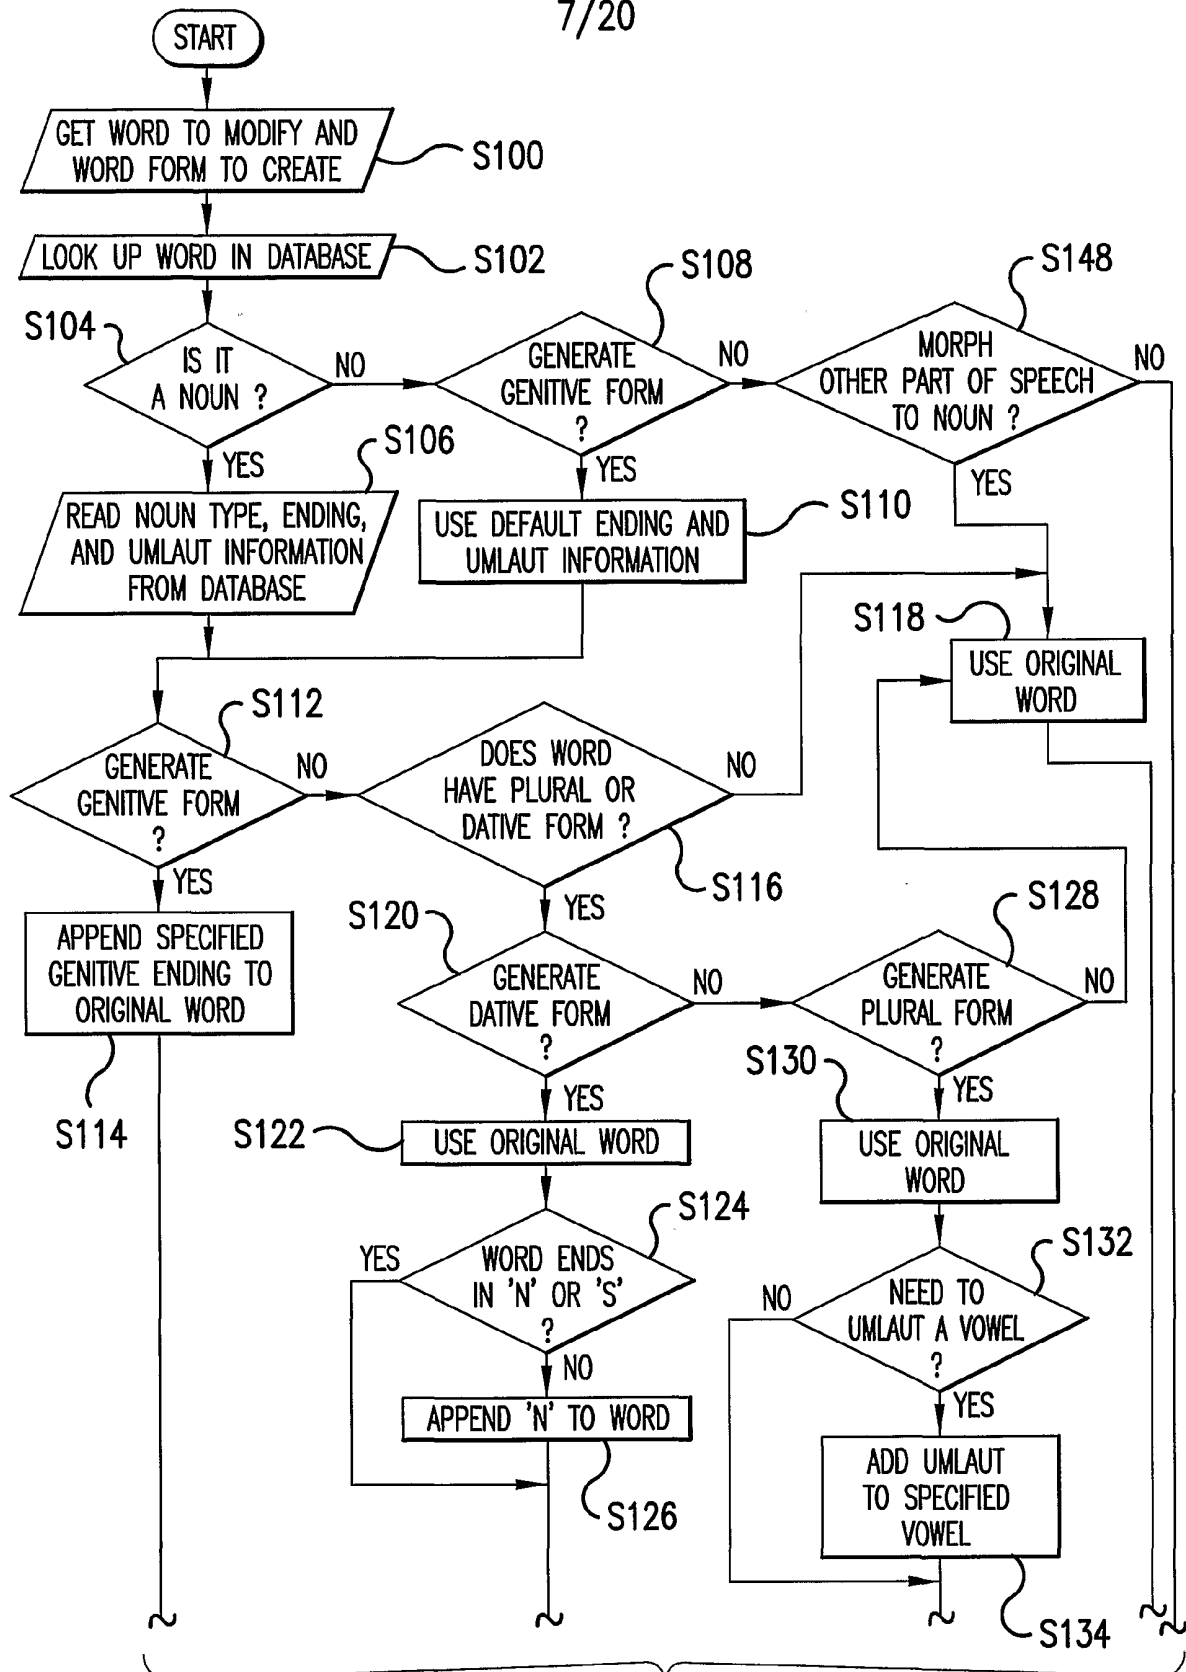 7/20
START
GET WORD TO MODIFY AND
WORD FORM TO CREATE
S100
LOOK UP WORD IN DATABASE
S102
S104
IS IT
A NOUN ?
NO
YES
S108
GENERATE
GENITIVE FORM
?
NO
YES
S148
MORPH
OTHER PART OF SPEECH
TO NOUN ?
NO
YES
S106
READ NOUN TYPE, ENDING,
AND UMLAUT INFORMATION
FROM DATABASE
USE DEFAULT ENDING AND
UMLAUT INFORMATION
S110
S118
USE ORIGINAL
WORD
S112
GENERATE
GENITIVE FORM
?
NO
YES
DOES WORD
HAVE PLURAL OR
DATIVE FORM ?
NO
S116
YES
APPEND SPECIFIED
GENITIVE ENDING TO
ORIGINAL WORD
S114
S120
GENERATE
DATIVE FORM
?
NO
YES
S128
GENERATE
PLURAL FORM
?
NO
YES
S122
USE ORIGINAL WORD
S130
USE ORIGINAL
WORD
S124
YES
WORD ENDS
IN 'N' OR 'S'
?
NO
S132
NO
NEED TO
UMLAUT A VOWEL
?
YES
APPEND 'N' TO WORD
S126
ADD UMLAUT
TO SPECIFIED
VOWEL
S134